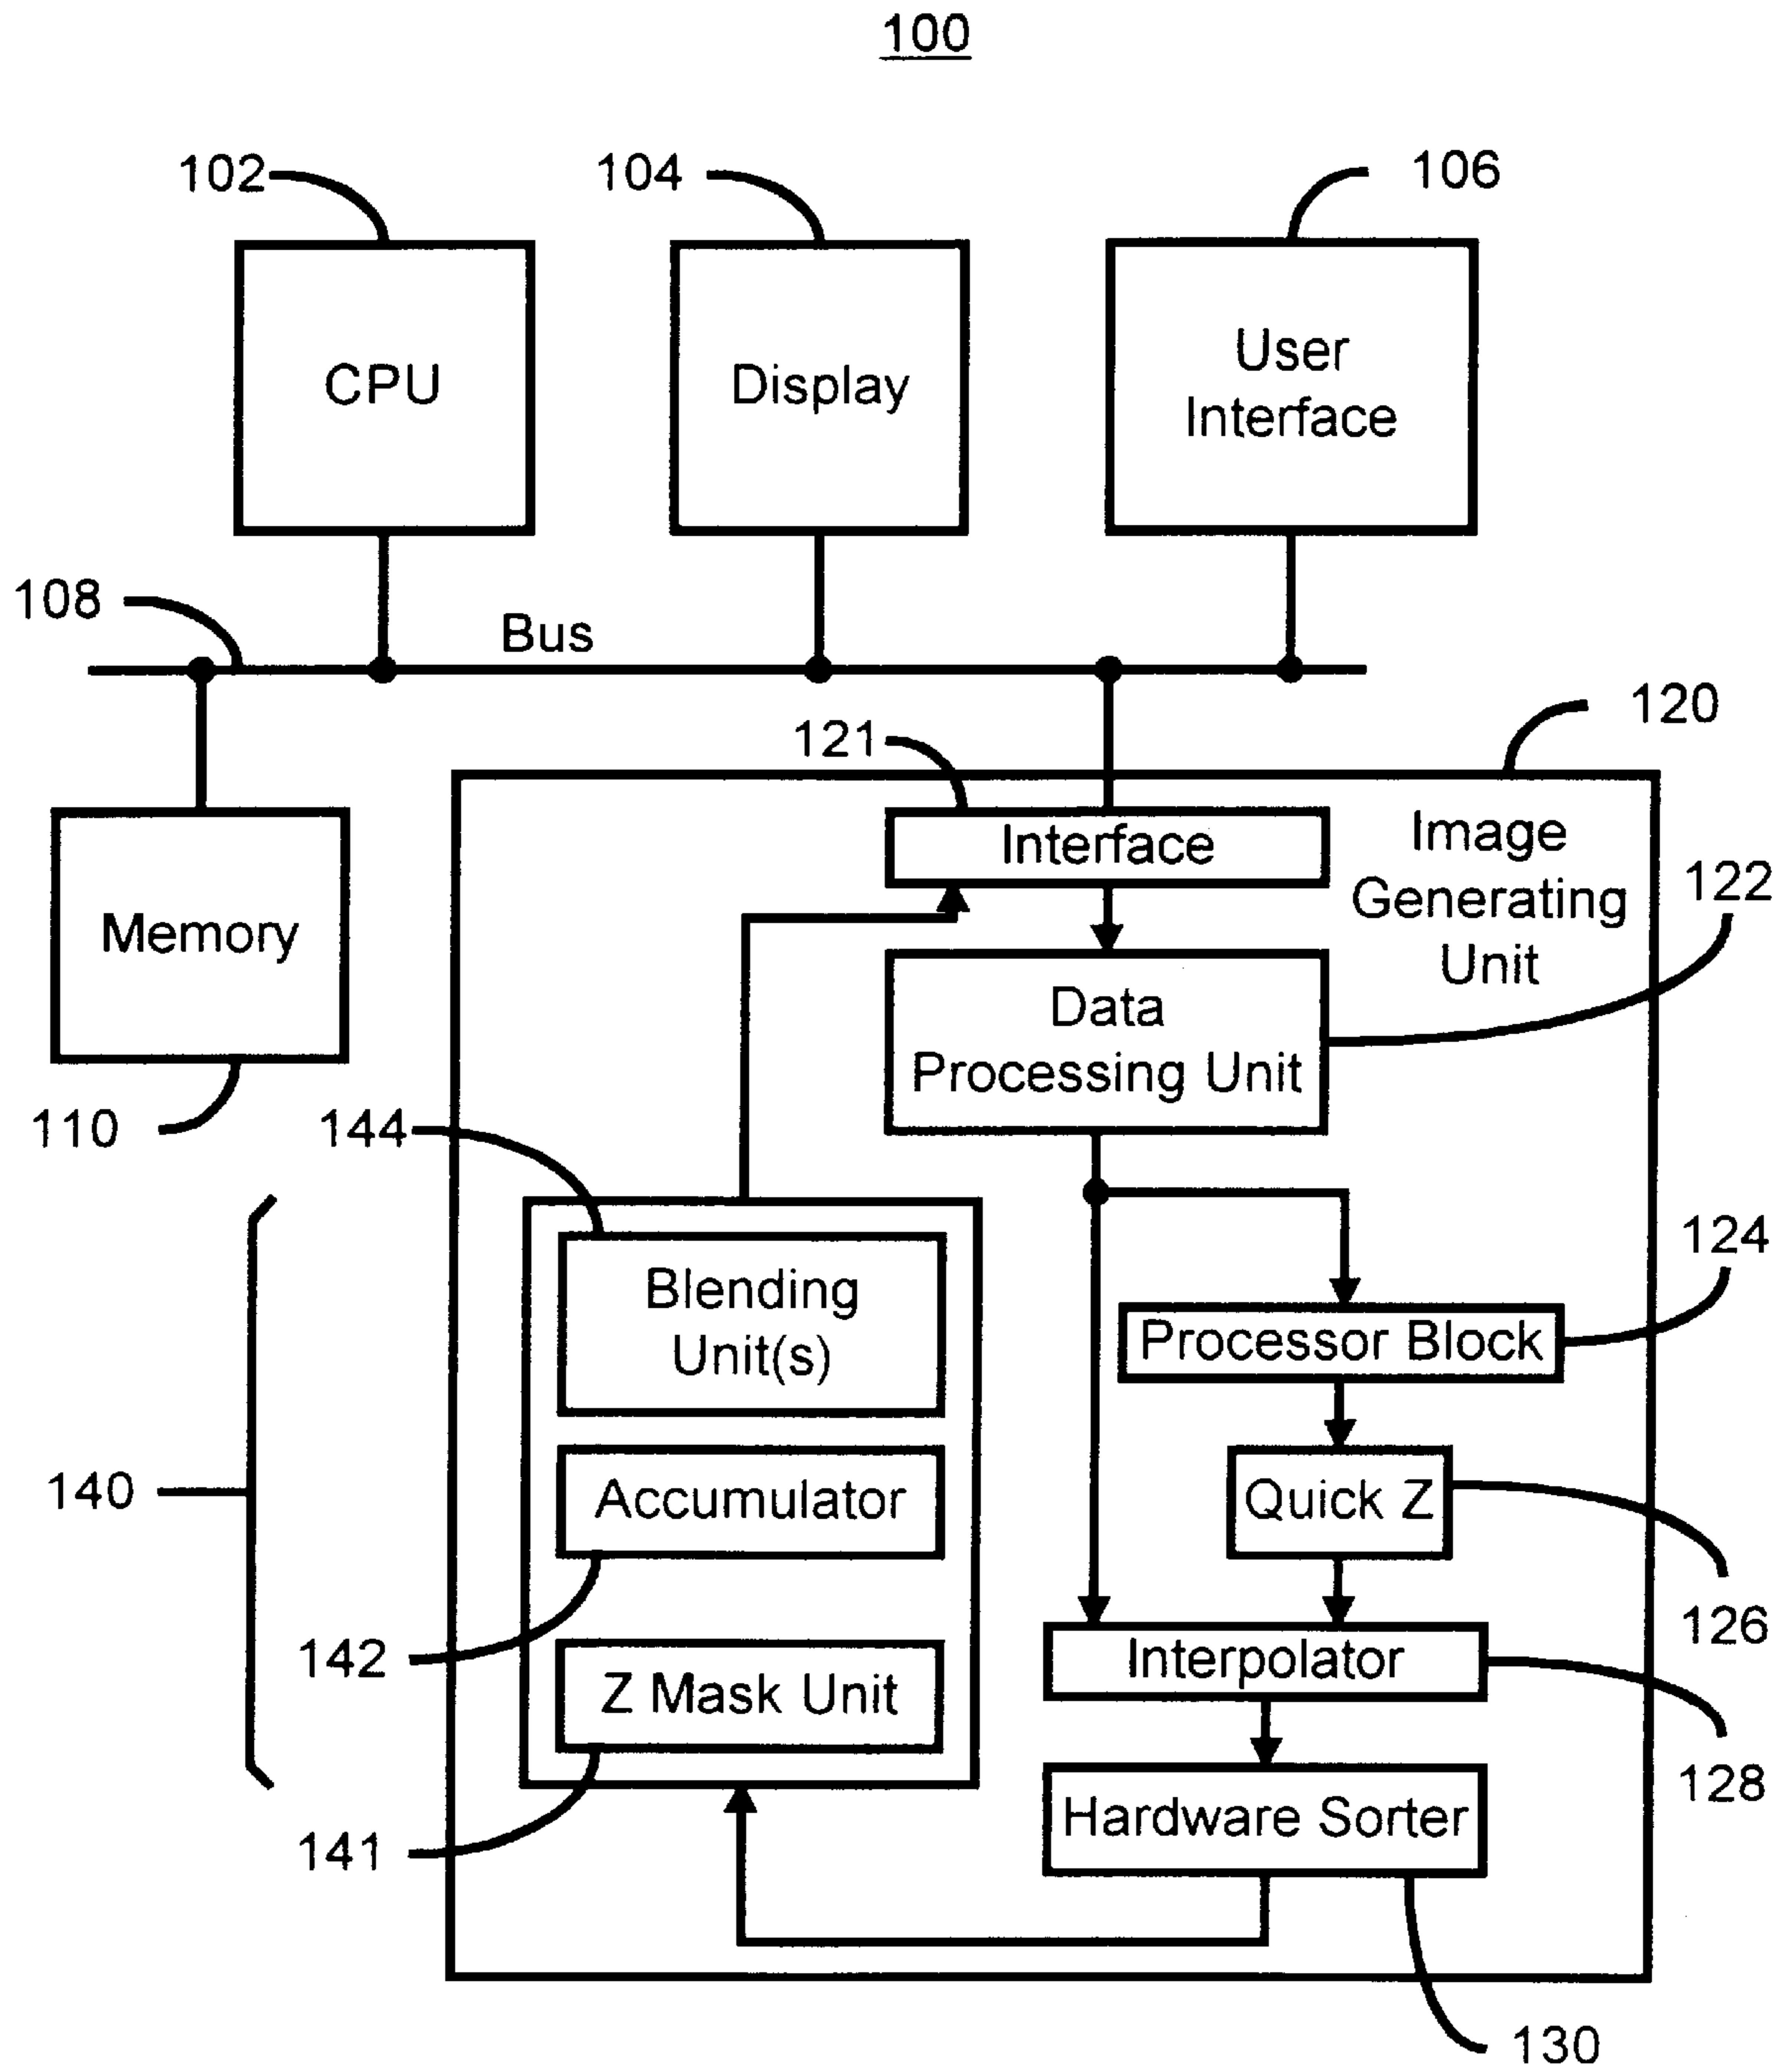 100
102
104
106
CPU
Display
User
Interface
108
Bus
120
121
Interface
Image
Generating
Unit
122
Memory
Data
Processing Unit
110
144
Blending
Unit(s)
124
Processor Block
140
Accumulator
Quick Z
126
142
Z Mask Unit
Interpolator
128
141
Hardware Sorter
130